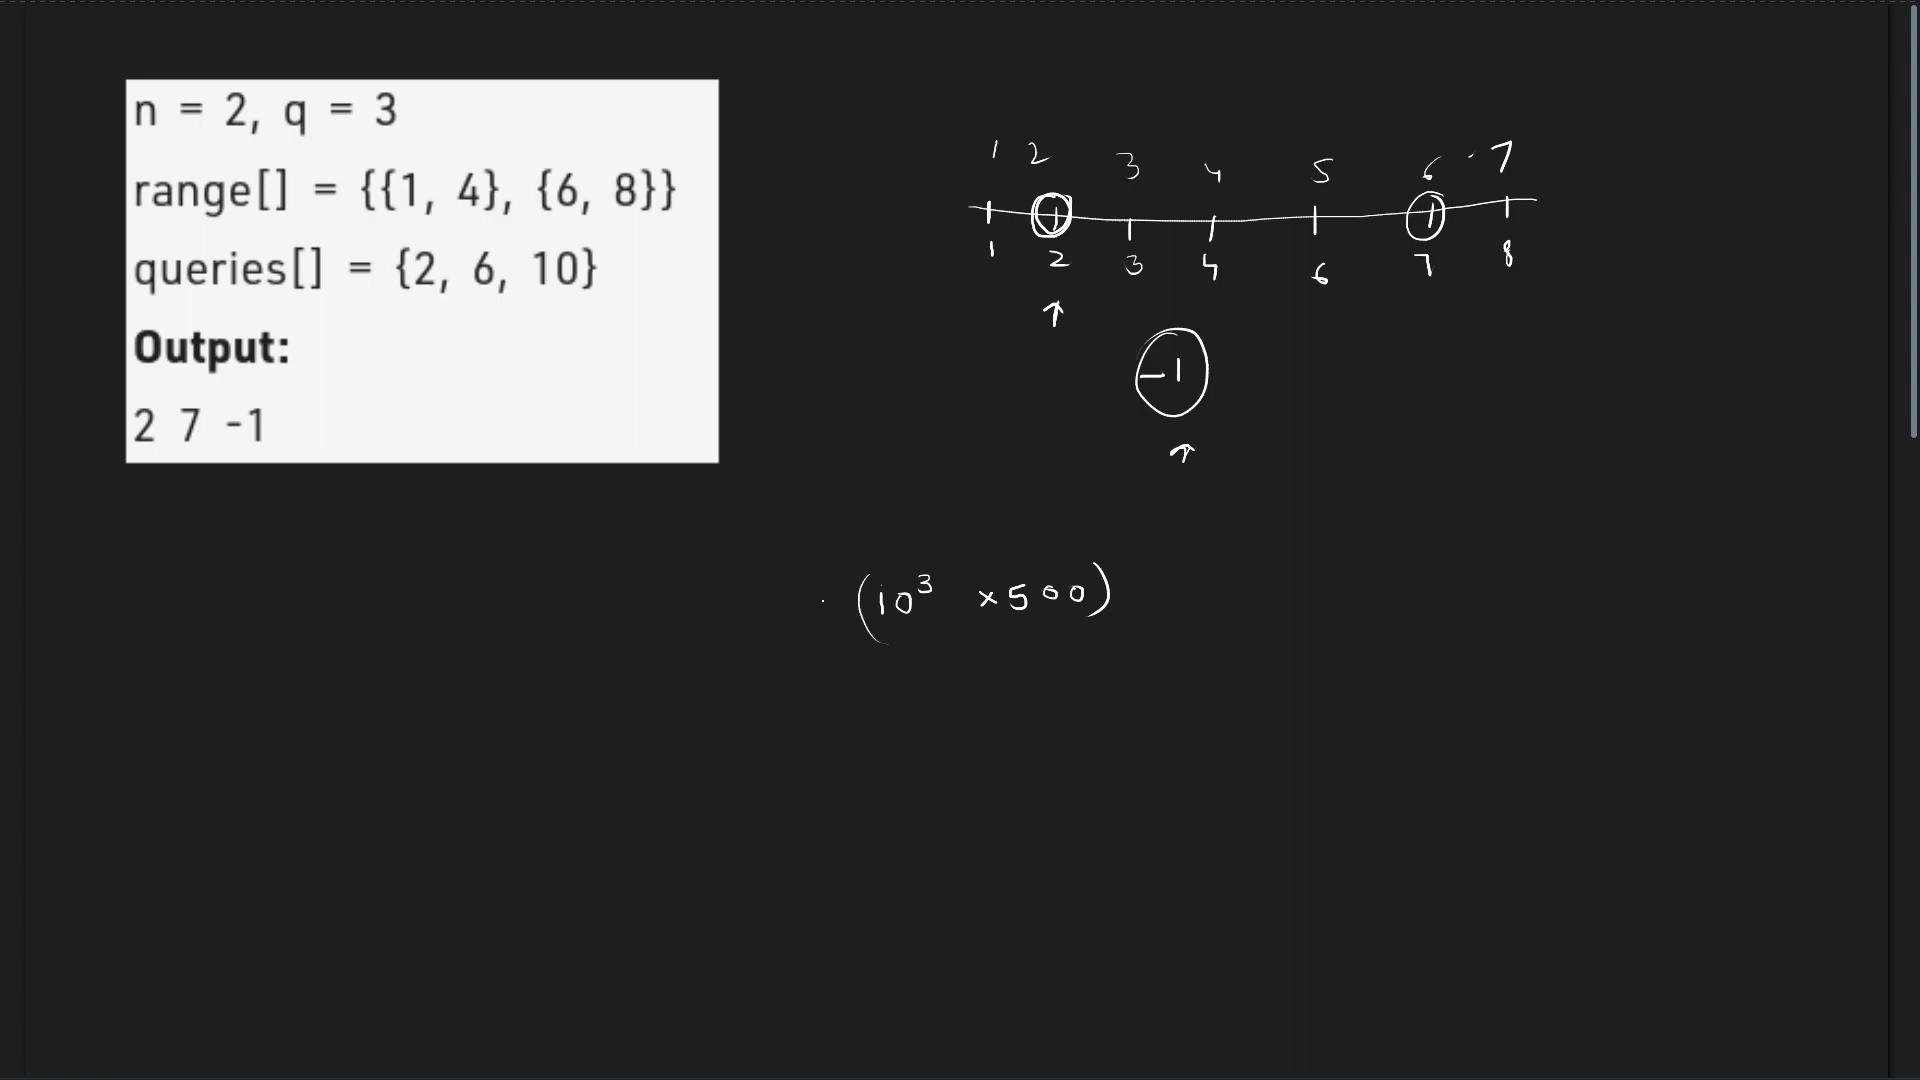 n = 2, q = 3
range[] = {{1, 4}, {6, 8}}
queries[] = {2, 6, 10}
Output:
2 7 -1
1 2 3 4 5 6 7
1 2 3 4 6 7 8
-1
(10³ × 500)